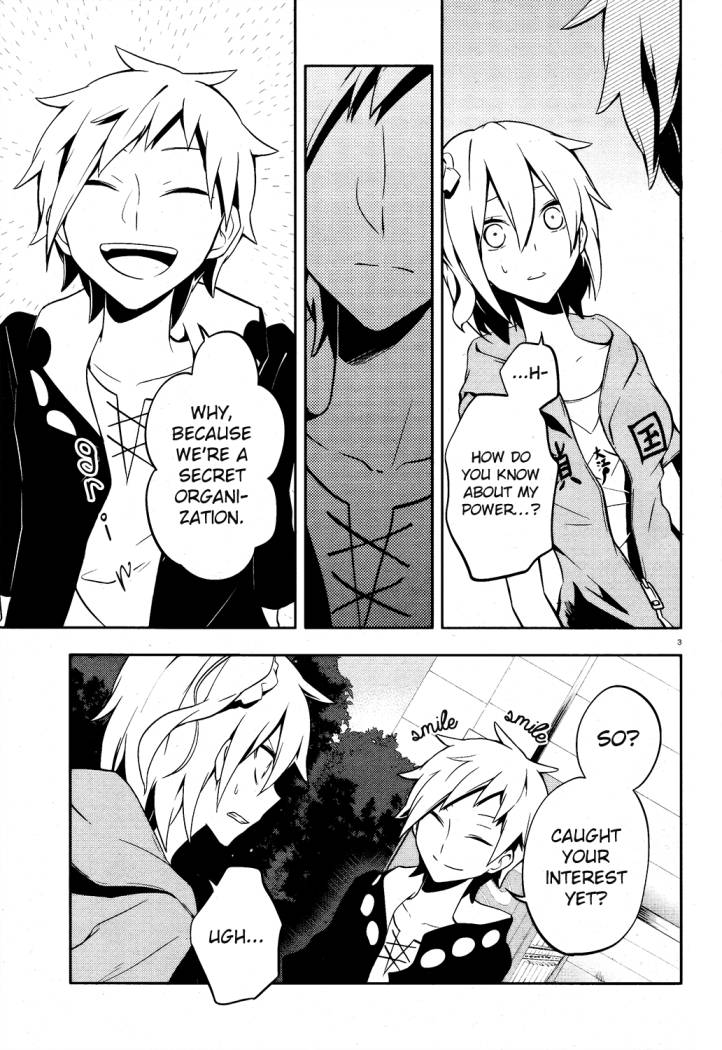 ...H-
HOW DO
YOU KNOW
ABOUT MY
POWER...?
国
WHY,
BECAUSE
WE'RE A
SECRET
ORGANI-
ZATION.
3
SO?
CAUGHT
YOUR
INTEREST
YET?
smile
smile
UGH...